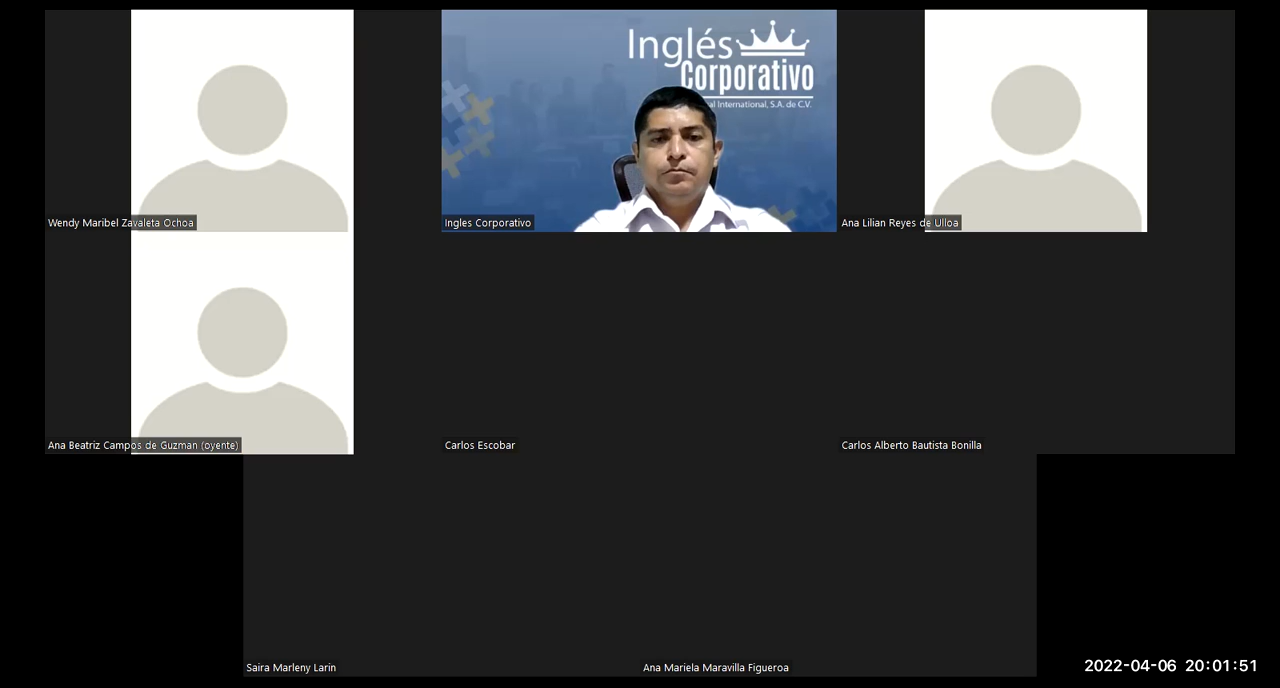 Inglés
Corporativo
al International, S.A. de C.V.
Wendy Maribel Zavaleta Ochoa
Ingles Corporativo
Ana Lilian Reyes de Ulloa
Ana Beatriz Campos de Guzman (oyente)
Carlos Escobar
Carlos Alberto Bautista Bonilla
Saira Marleny Larin
Ana Mariela Maravilla Figueroa
2022-04-06 20:01:51